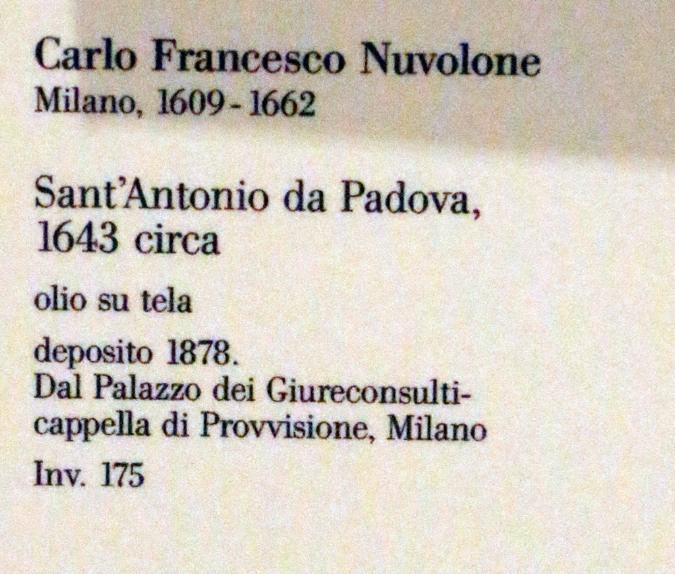 Carlo Francesco Nuvolone
Milano, 1609-1662
Sant'Antonio da Padova,
1643 circa
olio su tela
deposito 1878.
Dal Palazzo dei Giureconsulti-
cappella di Provvisione, Milano
Inv. 175